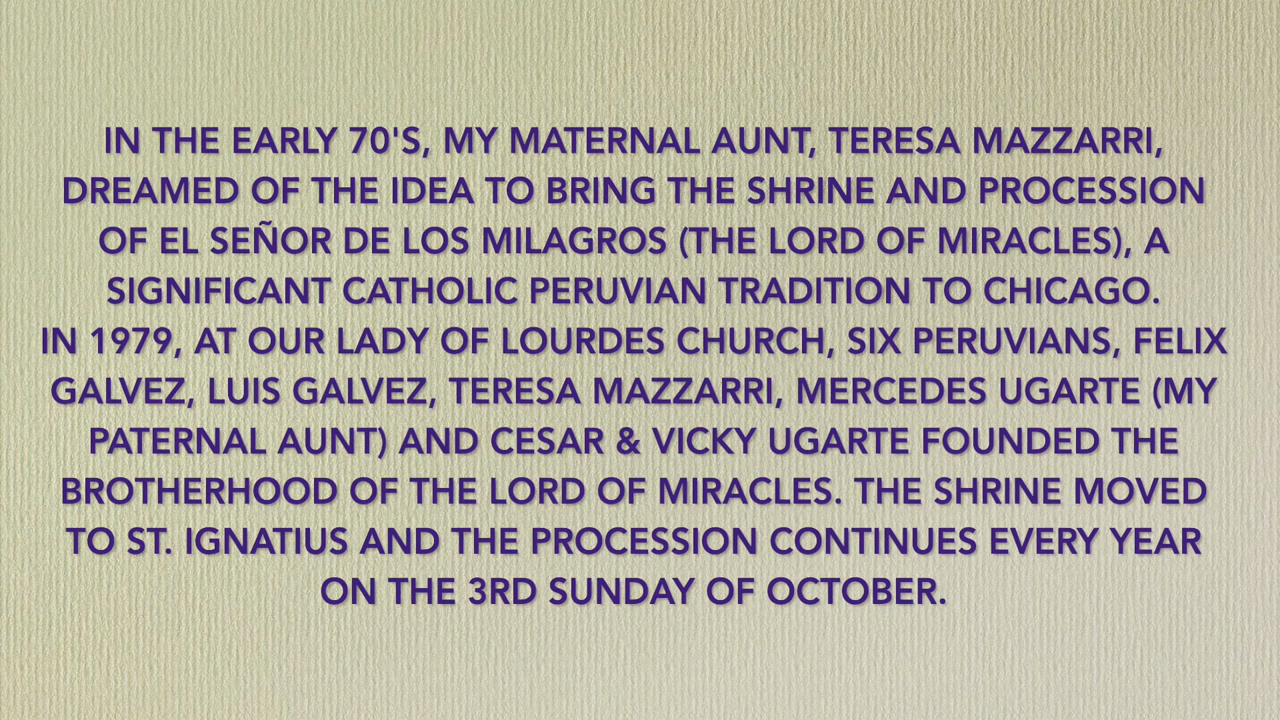 IN THE EARLY 70'S, MY MATERNAL AUNT, TERESA MAZZARRI,
DREAMED OF THE IDEA TO BRING THE SHRINE AND PROCESSION
OF EL SEÑOR DE LOS MILAGROS (THE LORD OF MIRACLES), A
SIGNIFICANT CATHOLIC PERUVIAN TRADITION TO CHICAGO.
IN 1979, AT OUR LADY OF LOURDES CHURCH, SIX PERUVIANS, FELIX
GALVEZ, LUIS GALVEZ, TERESA MAZZARRI, MERCEDES UGARTE (MY
PATERNAL AUNT) AND CESAR & VICKY UGARTE FOUNDED THE
BROTHERHOOD OF THE LORD OF MIRACLES. THE SHRINE MOVED
TO ST. IGNATIUS AND THE PROCESSION CONTINUES EVERY YEAR
ON THE 3RD SUNDAY OF OCTOBER.